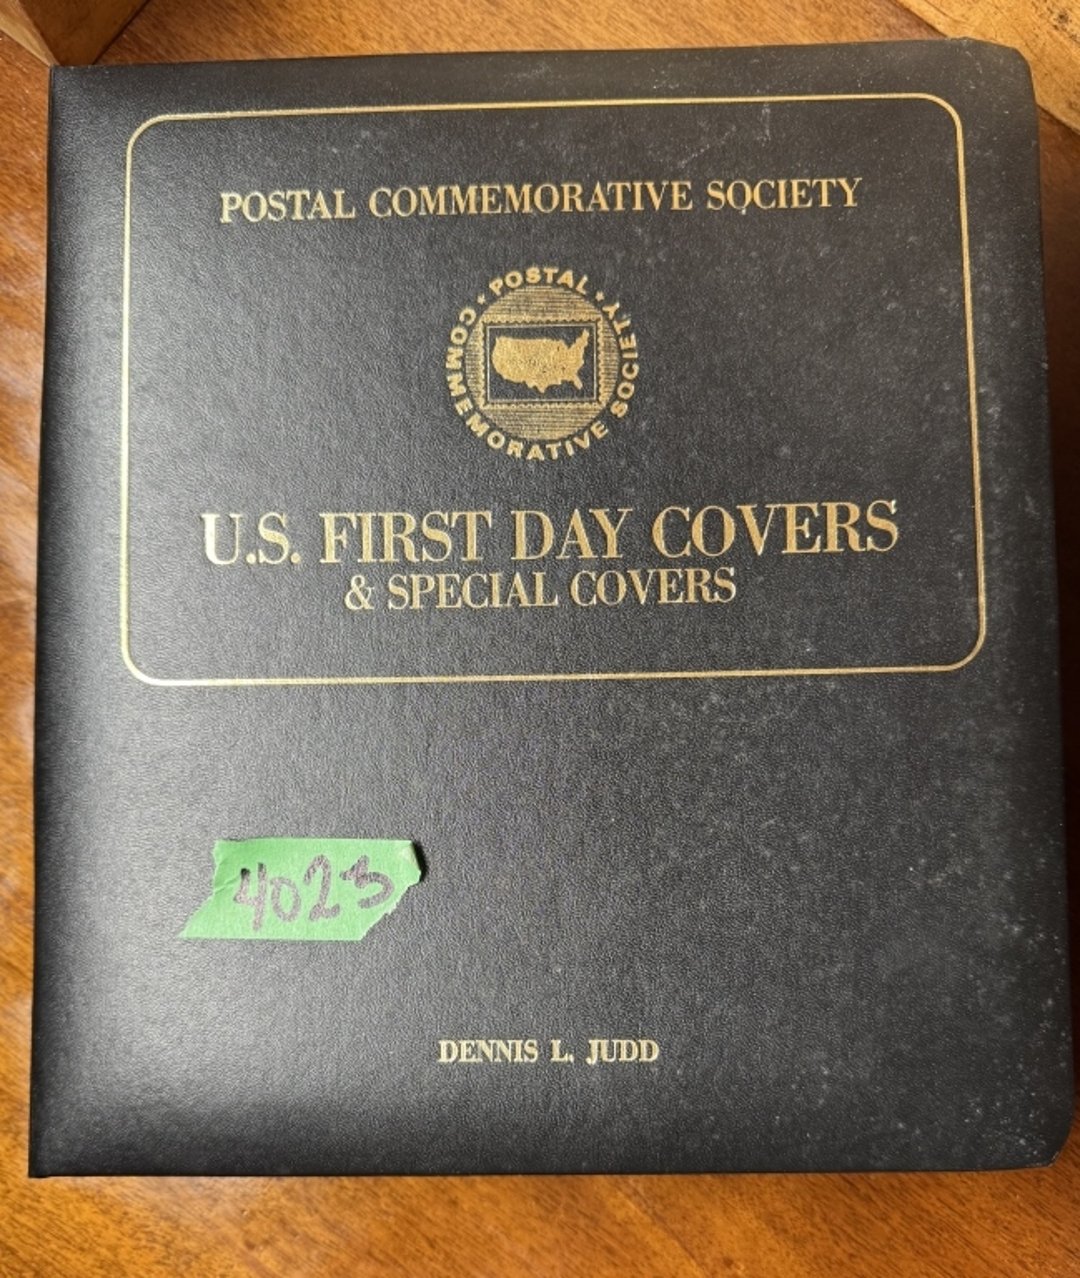 POSTAL COMMEMORATIVE SOCIETY
POSTAL COMMEMORATIVE SOCIETY
U.S. FIRST DAY COVERS
& SPECIAL COVERS
4023
DENNIS L. JUDD